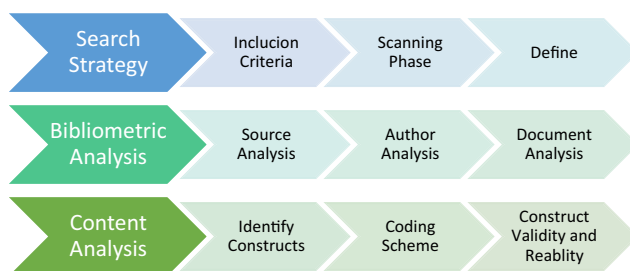 Search
Strategy
Inclucion
Criteria
Scanning
Phase
Define
Bibliometric
Analysis
Source
Analysis
Author
Analysis
Document
Analysis
Content
Analysis
Identify
Constructs
Coding
Scheme
Construct
Validity and
Reablity